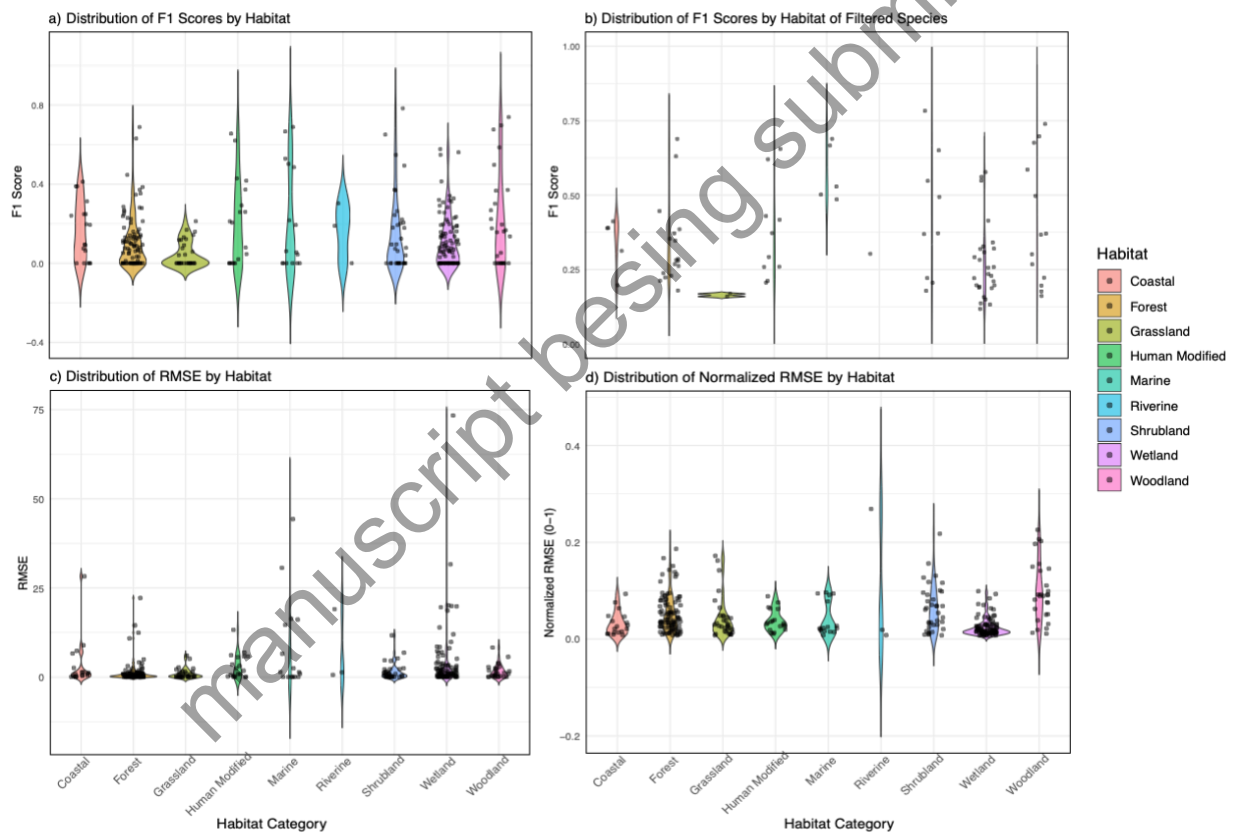 a) Distribution of F1 Scores by Habitat
F1 Score
0.8
0.4
0.0
−0.4
b) Distribution of F1 Scores by Habitat of Filtered Species
F1 Score
1.00
0.75
0.50
0.25
0.00
c) Distribution of RMSE by Habitat
RMSE
75
50
25
0
Coastal
Forest
Grassland
Human Modified
Marine
Riverine
Shrubland
Wetland
Woodland
Habitat Category
d) Distribution of Normalized RMSE by Habitat
Normalized RMSE (0−1)
0.4
0.2
0.0
−0.2
Coastal
Forest
Grassland
Human Modified
Marine
Riverine
Shrubland
Wetland
Woodland
Habitat Category
Habitat
Coastal
Forest
Grassland
Human Modified
Marine
Riverine
Shrubland
Wetland
Woodland
manuscript besing subm